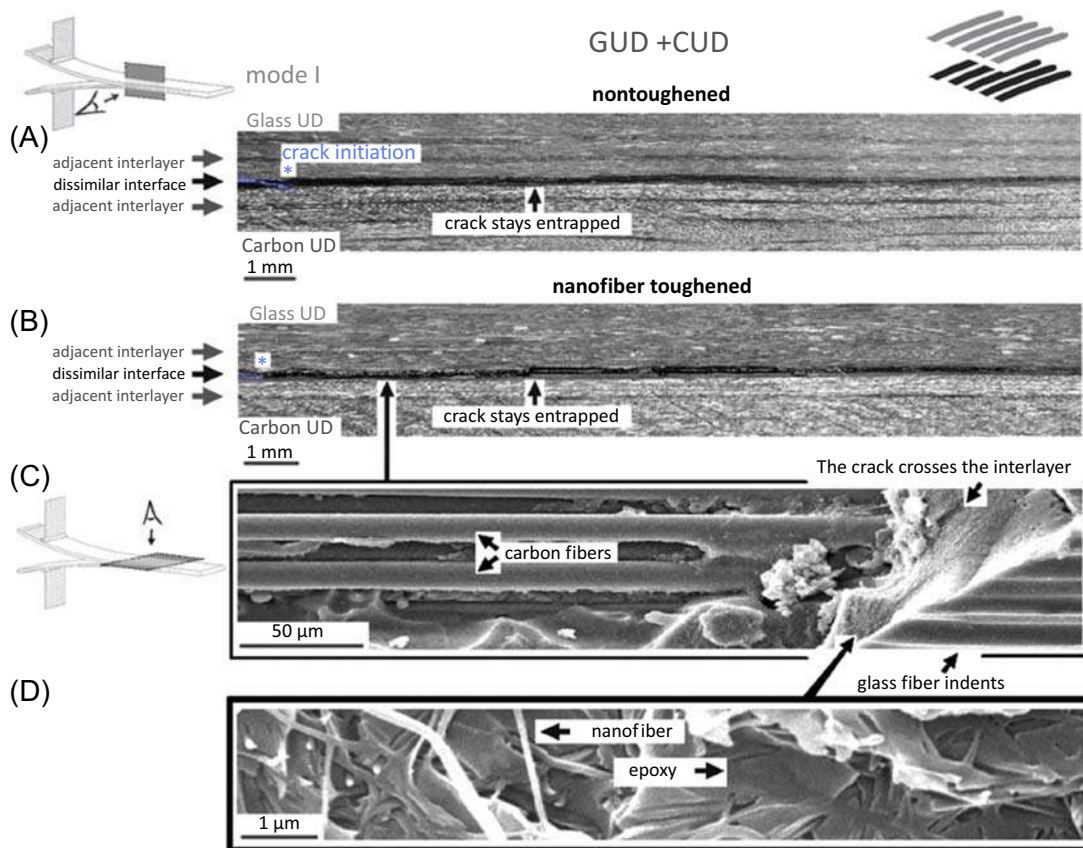 GUD +CUD
mode I
nontoughened
(A)
Glass UD
adjacent interlayer
crack initiation
*
dissimilar interface
adjacent interlayer
crack stays entrapped
Carbon UD
1 mm
nanofiber toughened
(B)
Glass UD
adjacent interlayer
*
dissimilar interface
adjacent interlayer
crack stays entrapped
Carbon UD
1 mm
(C)
The crack crosses the interlayer
carbon fibers
50 μm
glass fiber indents
(D)
nanofiber
epoxy
1 μm